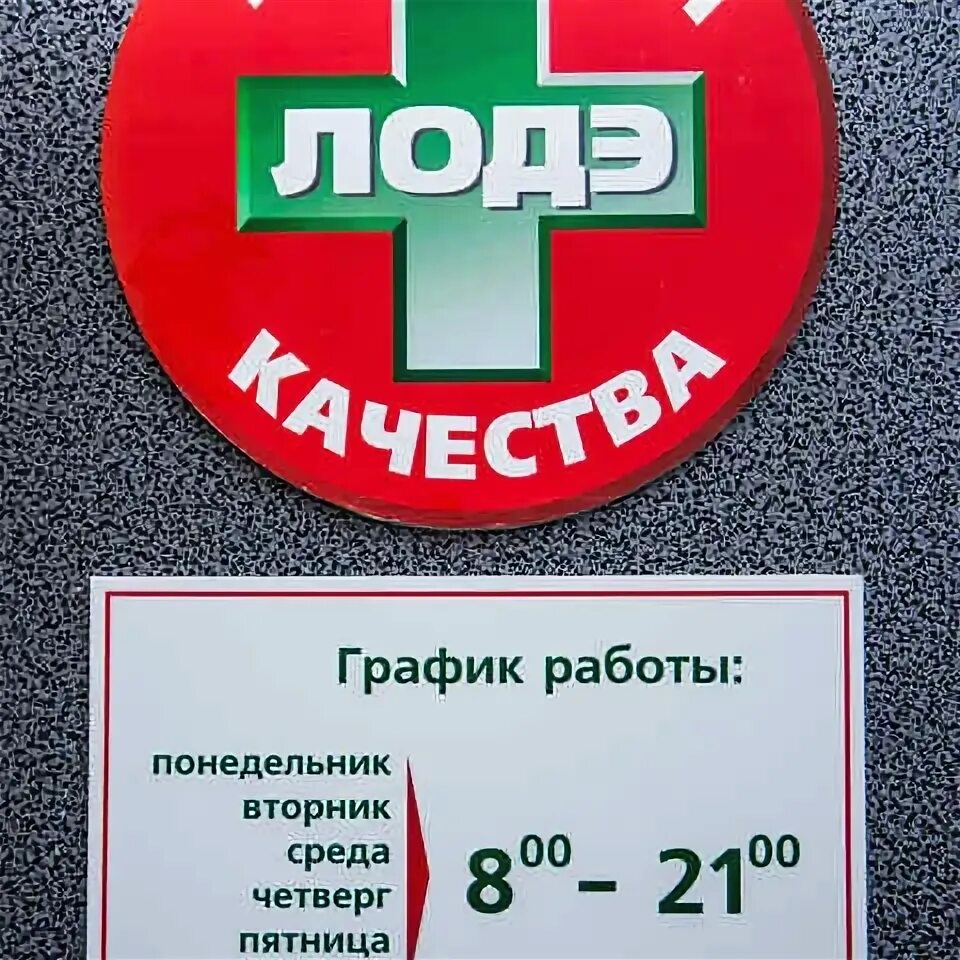 ЛОДЭ
КАЧЕСТВА
График работы:
понедельник
вторник
среда
четверг
пятница
8⁰⁰ – 21⁰⁰